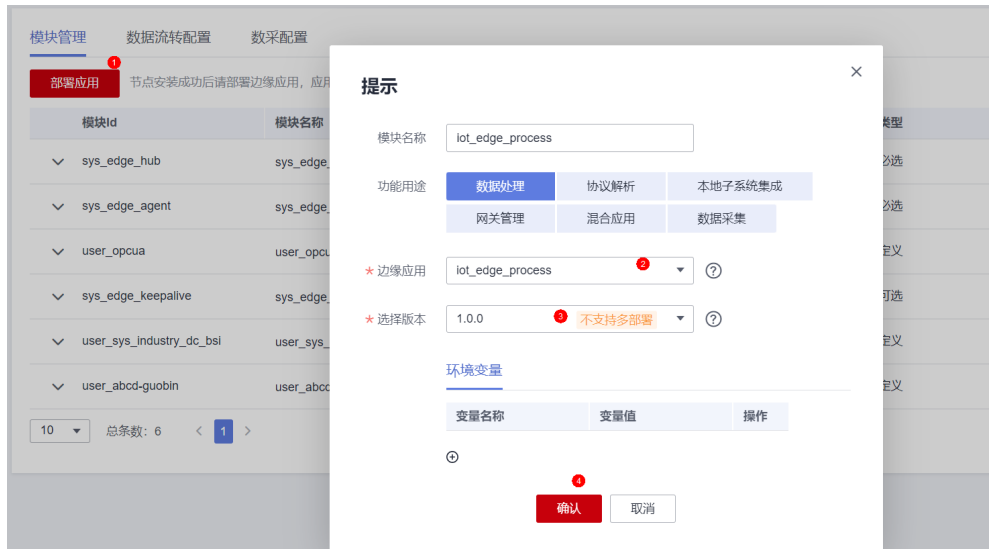 模块管理 数据流转配置 数采配置
1
部署应用 节点安装成功后请部署边缘应用，应用
模块Id 模块名称 类型
sys_edge_hub sys_edge_ 必选
sys_edge_agent sys_edge_ 必选
user_opcua user_opcu 定义
sys_edge_keepalive sys_edge_ 可选
user_sys_industry_dc_bsi user_sys_ 定义
user_abcd-guobin user_abcd 定义
10 总条数：6 < 1 >
提示
模块名称 iot_edge_process
功能用途 数据处理 协议解析 本地子系统集成
网关管理 混合应用 数据采集
* 边缘应用 iot_edge_process 2 ?
* 选择版本 1.0.0 3 不支持多部署 ?
环境变量
变量名称 变量值 操作
4
确认 取消